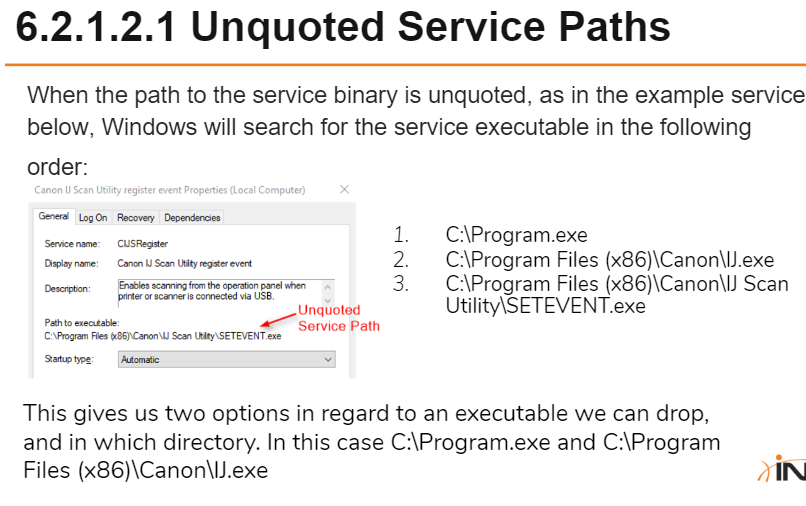 6.2.1.2.1 Unquoted Service Paths
When the path to the service binary is unquoted, as in the example service
below, Windows will search for the service executable in the following
order:
Canon IJ Scan Utility register event Properties (Local Computer)
General Log On Recovery Dependencies
Service name: CIJSRegister
Display name: Canon IJ Scan Utility register event
Description: Enables scanning from the operation panel when
printer or scanner is connected via USB.
Unquoted
Service Path
Path to executable:
C:\Program Files (x86)\Canon\IJ Scan Utility\SETEVENT.exe
Startup type: Automatic
1. C:\Program.exe
2. C:\Program Files (x86)\Canon\IJ.exe
3. C:\Program Files (x86)\Canon\IJ Scan
Utility\SETEVENT.exe
This gives us two options in regard to an executable we can drop,
and in which directory. In this case C:\Program.exe and C:\Program
Files (x86)\Canon\IJ.exe